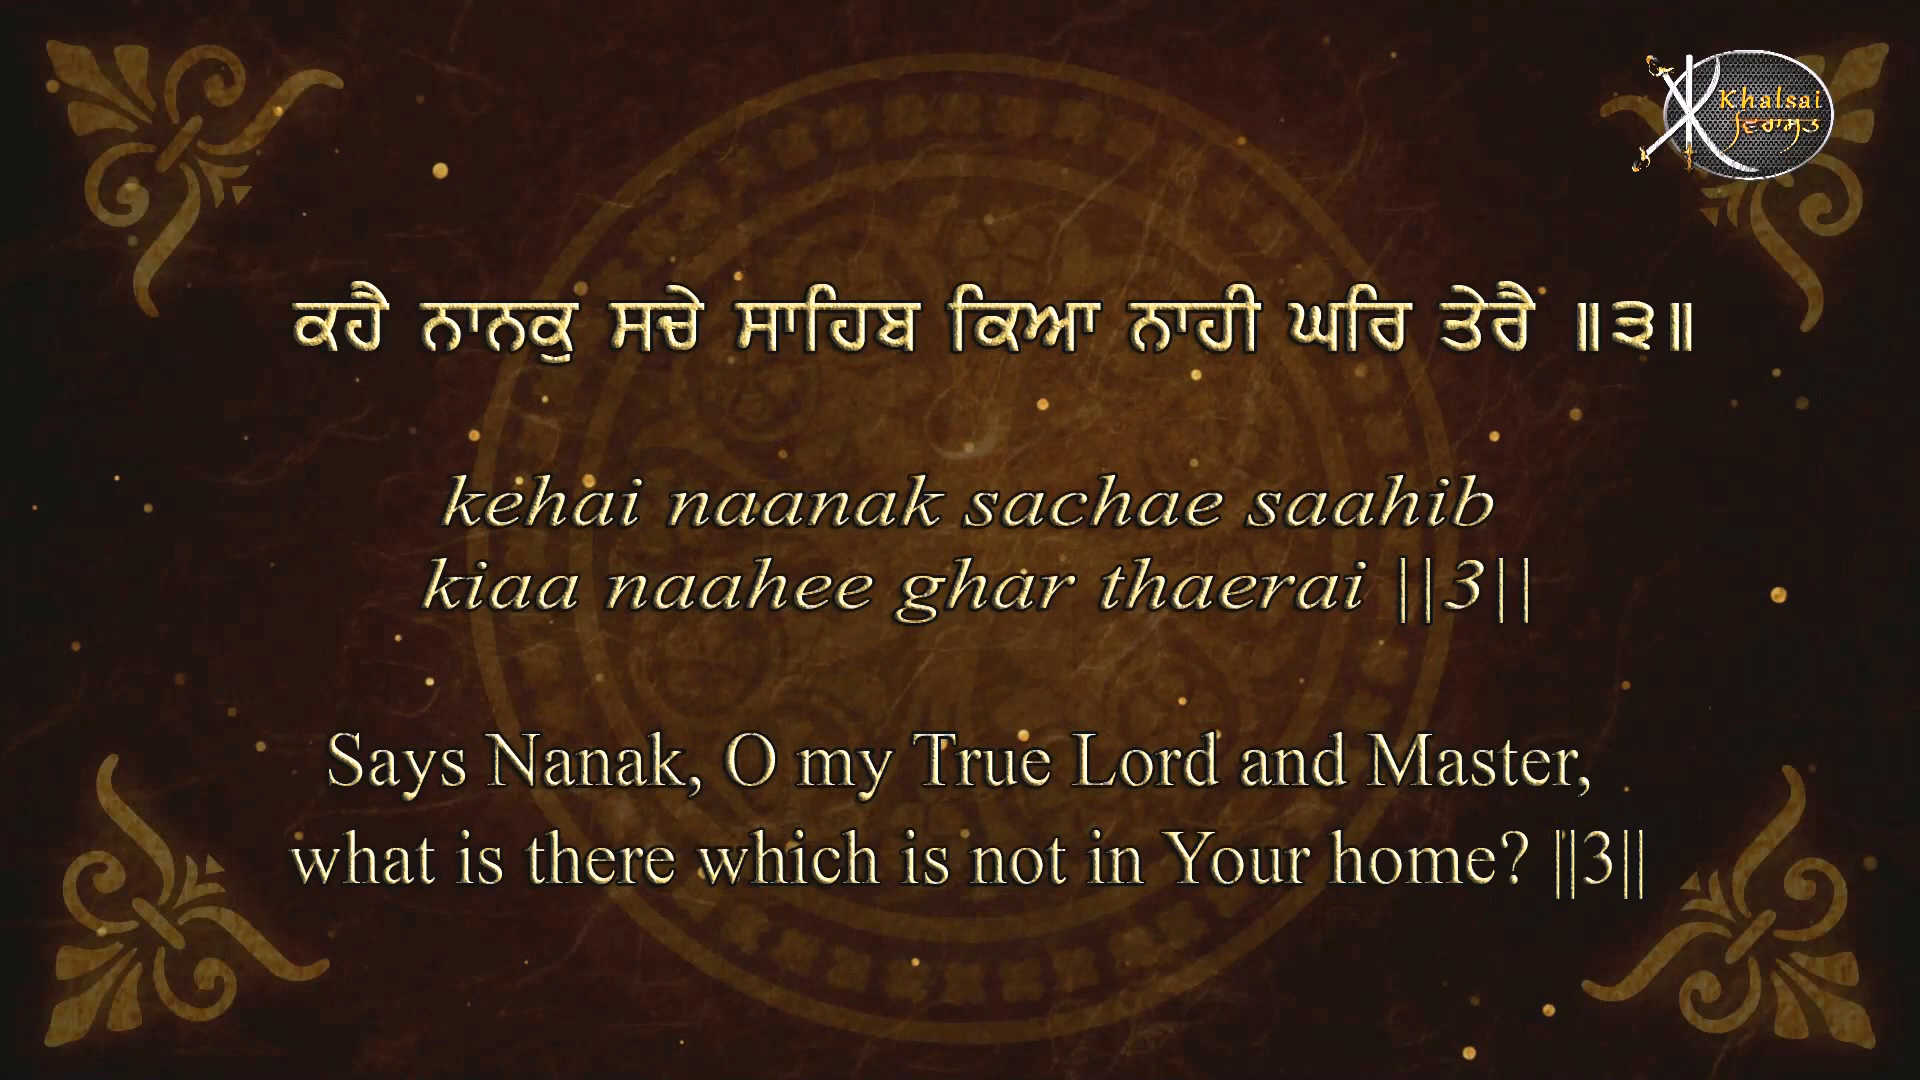 Khalsai
ਵਿਰਾਸਤ
ਕਹੈ ਨਾਨਕੁ ਸਚੇ ਸਾਹਿਬ ਕਿਆ ਨਾਹੀ ਘਰਿ ਤੇਰੈ ॥੩॥
kehai naanak sachae saahib
kiaa naahee ghar thaerai ||3||
Says Nanak, O my True Lord and Master,
what is there which is not in Your home? ||3||